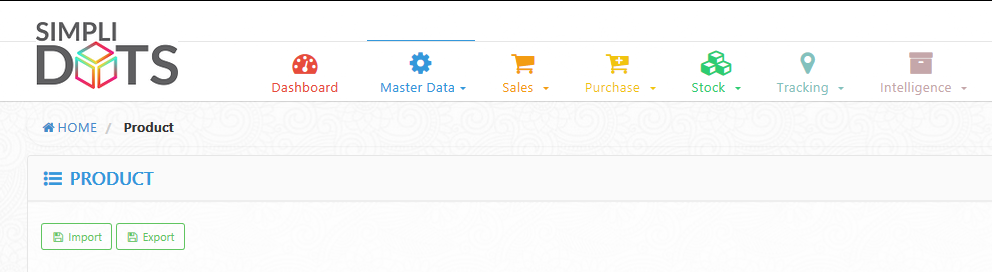 SIMPLI
DOTS
Dashboard
Master Data
Sales
Purchase
Stock
Tracking
Intelligence
HOME / Product
PRODUCT
Import
Export